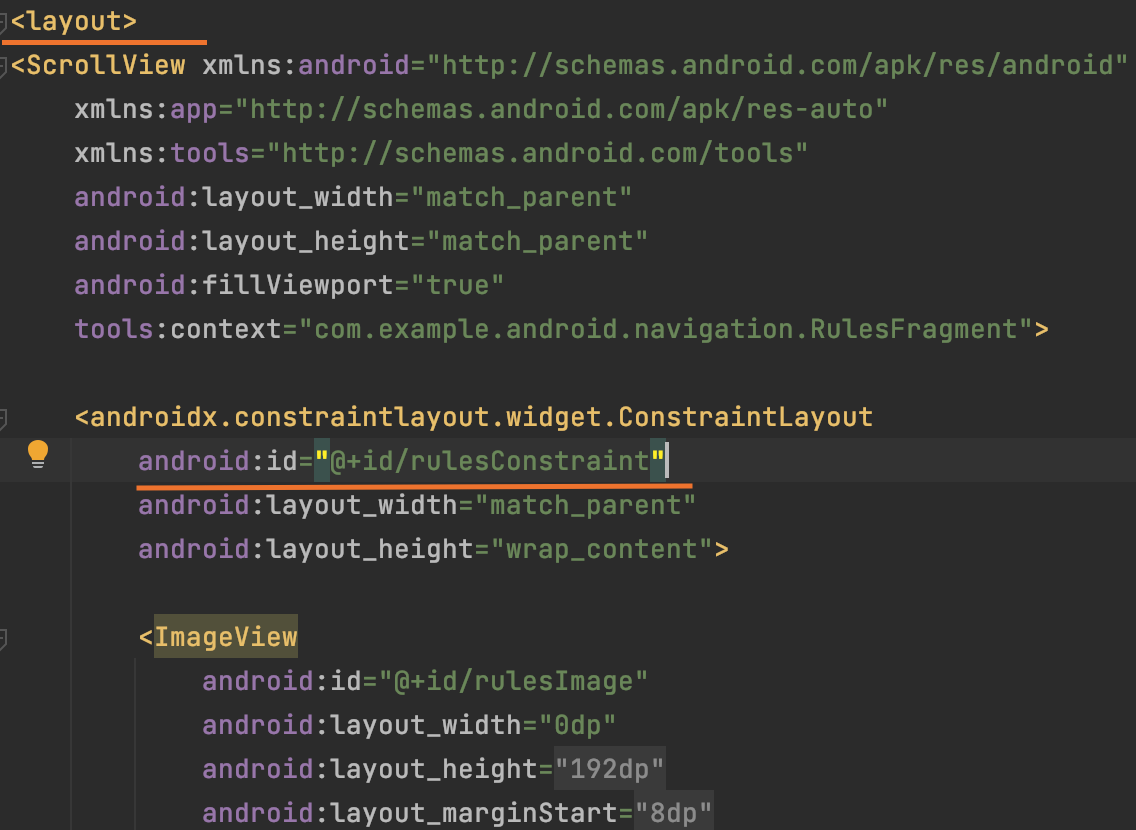 <layout>
<ScrollView xmlns:android="http://schemas.android.com/apk/res/android"
xmlns:app="http://schemas.android.com/apk/res-auto"
xmlns:tools="http://schemas.android.com/tools"
android:layout_width="match_parent"
android:layout_height="match_parent"
android:fillViewport="true"
tools:context="com.example.android.navigation.RulesFragment">
<androidx.constraintlayout.widget.ConstraintLayout
android:id="@+id/rulesConstraint"
android:layout_width="match_parent"
android:layout_height="wrap_content">
<ImageView
android:id="@+id/rulesImage"
android:layout_width="0dp"
android:layout_height="192dp"
android:layout_marginStart="8dp"